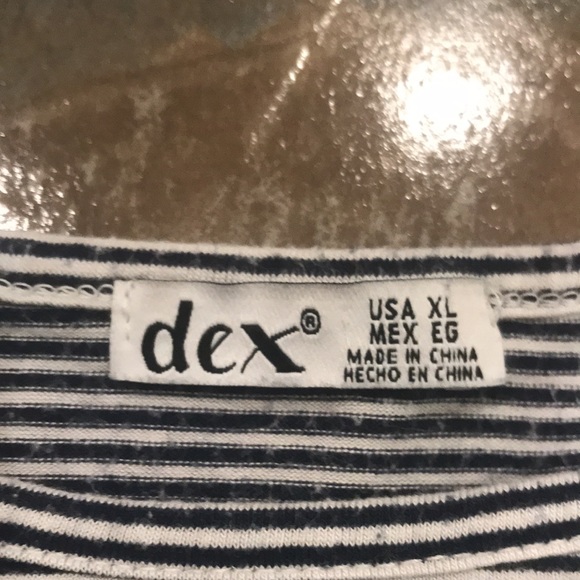 dex®
USA XL
MEX EG
MADE IN CHINA
HECHO EN CHINA